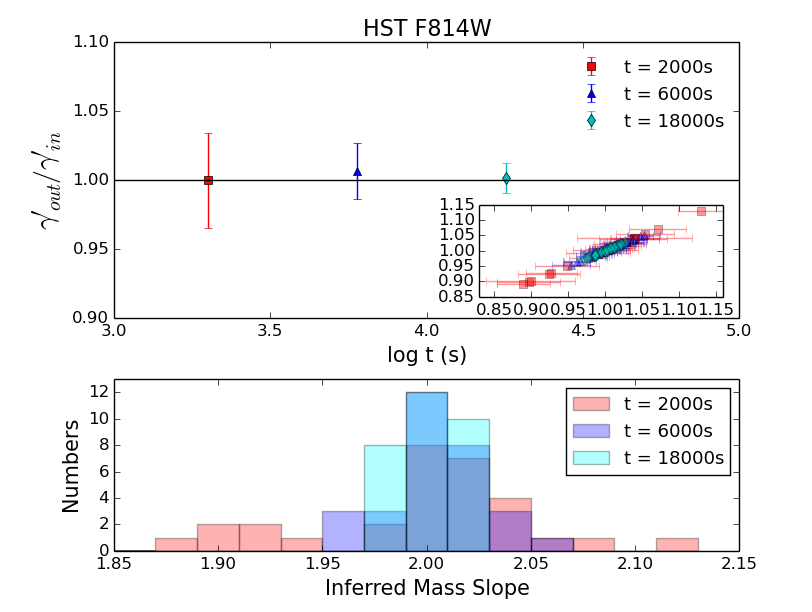 HST F814W
1.10
1.05
1.00
0.95
0.90
γ'out/γ'in
t = 2000s
t = 6000s
t = 18000s
1.15
1.10
1.05
1.00
0.95
0.90
0.85
0.85 0.90 0.95 1.00 1.05 1.10 1.15
3.0 3.5 4.0 4.5 5.0
log t (s)
12
10
8
6
4
2
0
Numbers
t = 2000s
t = 6000s
t = 18000s
1.85 1.90 1.95 2.00 2.05 2.10 2.15
Inferred Mass Slope